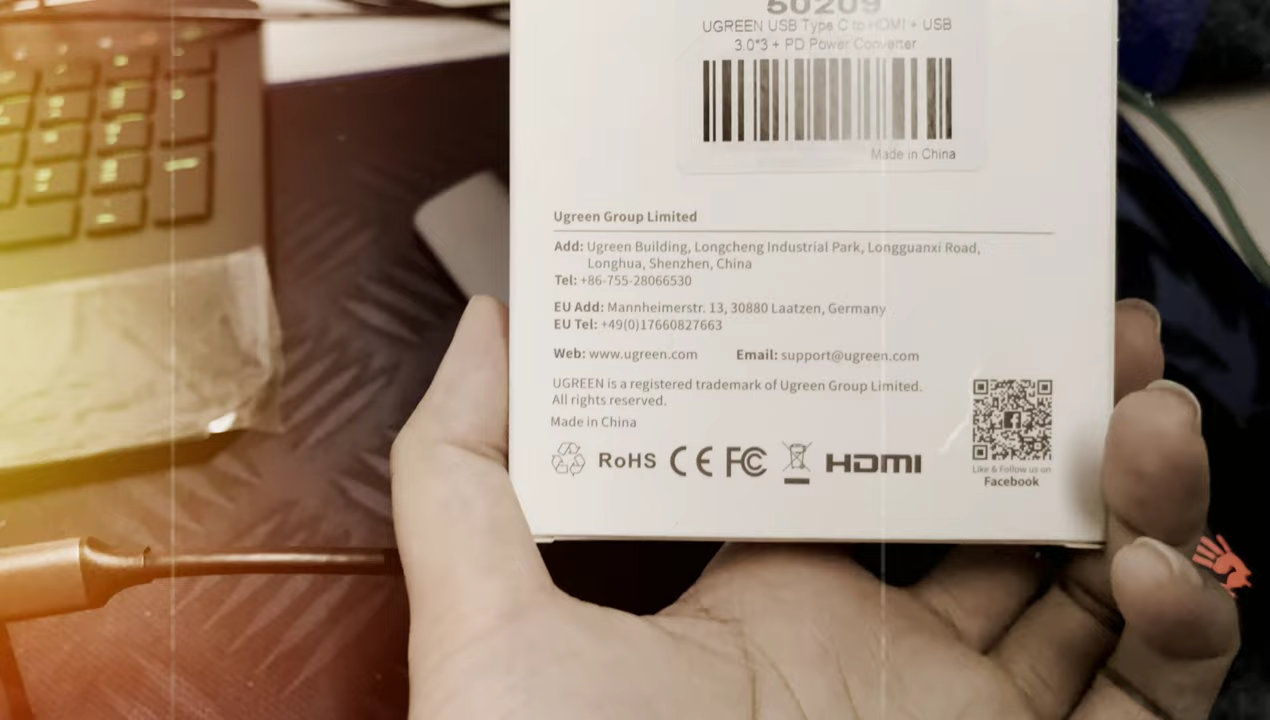 50209
UGREEN USB Type C to HDMI + USB
3.0*3 + PD Power Converter
Made in China
Ugreen Group Limited
Add: Ugreen Building, Longcheng Industrial Park, Longguanxi Road,
Longhua, Shenzhen, China
Tel: +86-755-28066530
EU Add: Mannheimerstr. 13, 30880 Laatzen, Germany
EU Tel: +49(0)17660827663
Web: www.ugreen.com Email: support@ugreen.com
UGREEN is a registered trademark of Ugreen Group Limited.
All rights reserved.
Made in China
RoHS CE FC HDMI
Like & Follow us on
Facebook